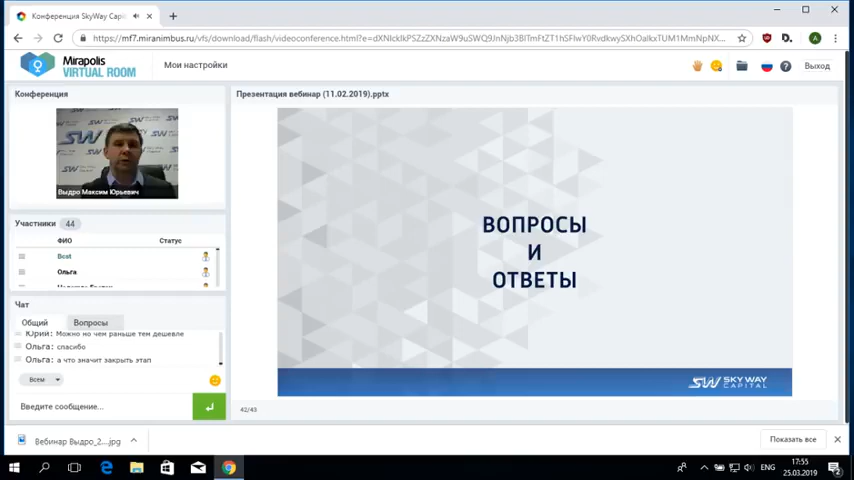 Конференция SkyWay Capi
https://mf7.miranimbus.ru/vfs/download/flash/videoconference.html?e=
Mirapolis
VIRTUAL ROOM
Мои настройки
Выход
Конференция
SW
Выдро Максим Юрьевич
Участники 44
ФИО Статус
Bcat
Ольга
Чат
Общий Вопросы
Юрий: Можно но чем раньше тем дешевле
Ольга: спасибо
Ольга: а что значит закрыть этап
Всем
Введите сообщение...
Презентация вебинар (11.02.2019).pptx
ВОПРОСЫ
И
ОТВЕТЫ
SW SKY WAY
CAPITAL
42/43
Вебинар Выдро_2....jpg
Показать все
ENG
17:55
25.03.2019